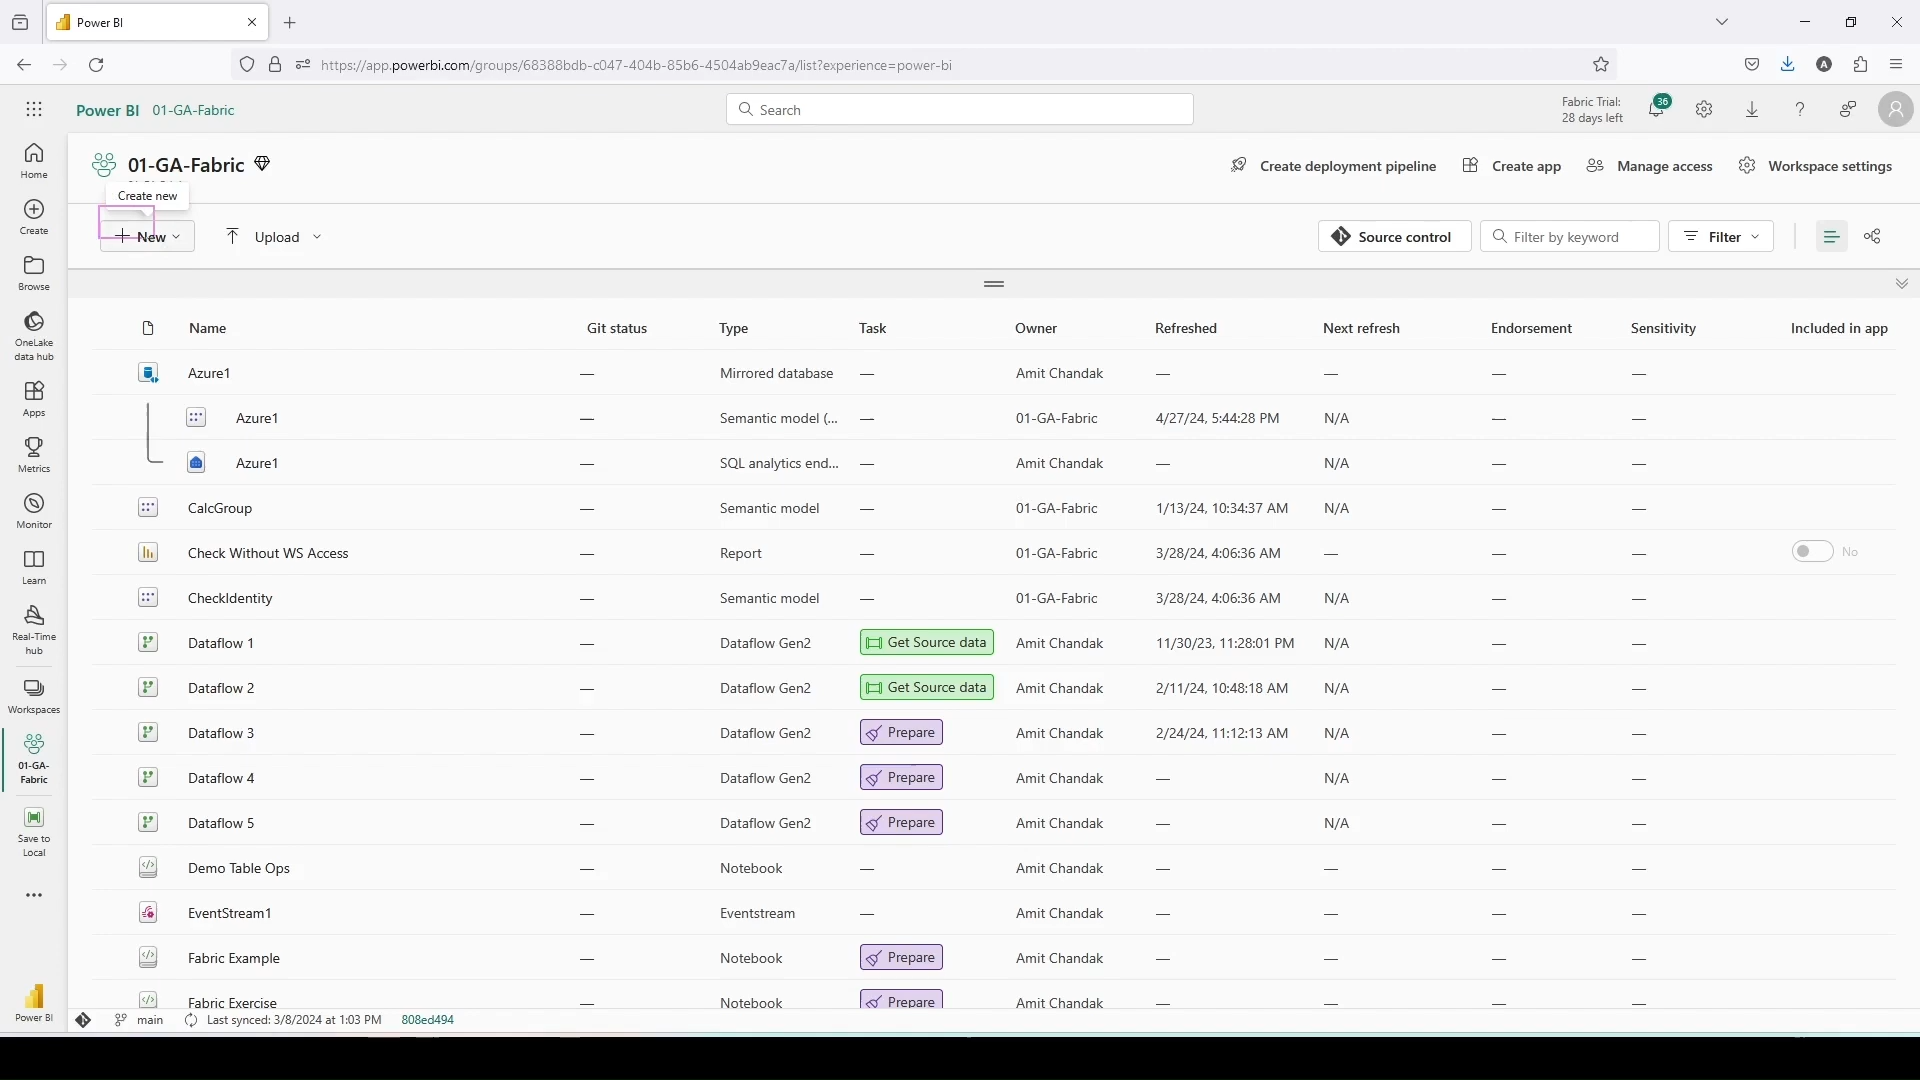 Power BI
https://app.powerbi.com/groups/68388bdb-c047-404b-85b6-4504ab9eac7a/list?experience=power-bi
A
Power BI 01-GA-Fabric
Search
Fabric Trial:
28 days left
36
Home
Create
Browse
OneLake
data hub
Apps
Metrics
Monitor
Learn
Real-Time
hub
Workspaces
01-GA-
Fabric
Save to
Local
Power BI
01-GA-Fabric
Create deployment pipeline Create app Manage access Workspace settings
Create new
New Upload Source control Filter by keyword Filter
Name Git status Type Task Owner Refreshed Next refresh Endorsement Sensitivity Included in app
Azure1 — Mirrored database — Amit Chandak — — — —
Azure1 — Semantic model (... — 01-GA-Fabric 4/27/24, 5:44:28 PM N/A — —
Azure1 — SQL analytics end... — Amit Chandak — N/A — —
CalcGroup — Semantic model — 01-GA-Fabric 1/13/24, 10:34:37 AM N/A — —
Check Without WS Access — Report — 01-GA-Fabric 3/28/24, 4:06:36 AM — — — No
CheckIdentity — Semantic model — 01-GA-Fabric 3/28/24, 4:06:36 AM N/A — —
Dataflow 1 — Dataflow Gen2 Get Source data Amit Chandak 11/30/23, 11:28:01 PM N/A — —
Dataflow 2 — Dataflow Gen2 Get Source data Amit Chandak 2/11/24, 10:48:18 AM N/A — —
Dataflow 3 — Dataflow Gen2 Prepare Amit Chandak 2/24/24, 11:12:13 AM N/A — —
Dataflow 4 — Dataflow Gen2 Prepare Amit Chandak — N/A — —
Dataflow 5 — Dataflow Gen2 Prepare Amit Chandak — N/A — —
Demo Table Ops — Notebook — Amit Chandak — — — —
EventStream1 — Eventstream — Amit Chandak — — — —
Fabric Example — Notebook Prepare Amit Chandak — — — —
Fabric Exercise — Notebook Prepare Amit Chandak — — — —
main Last synced: 3/8/2024 at 1:03 PM 808ed494